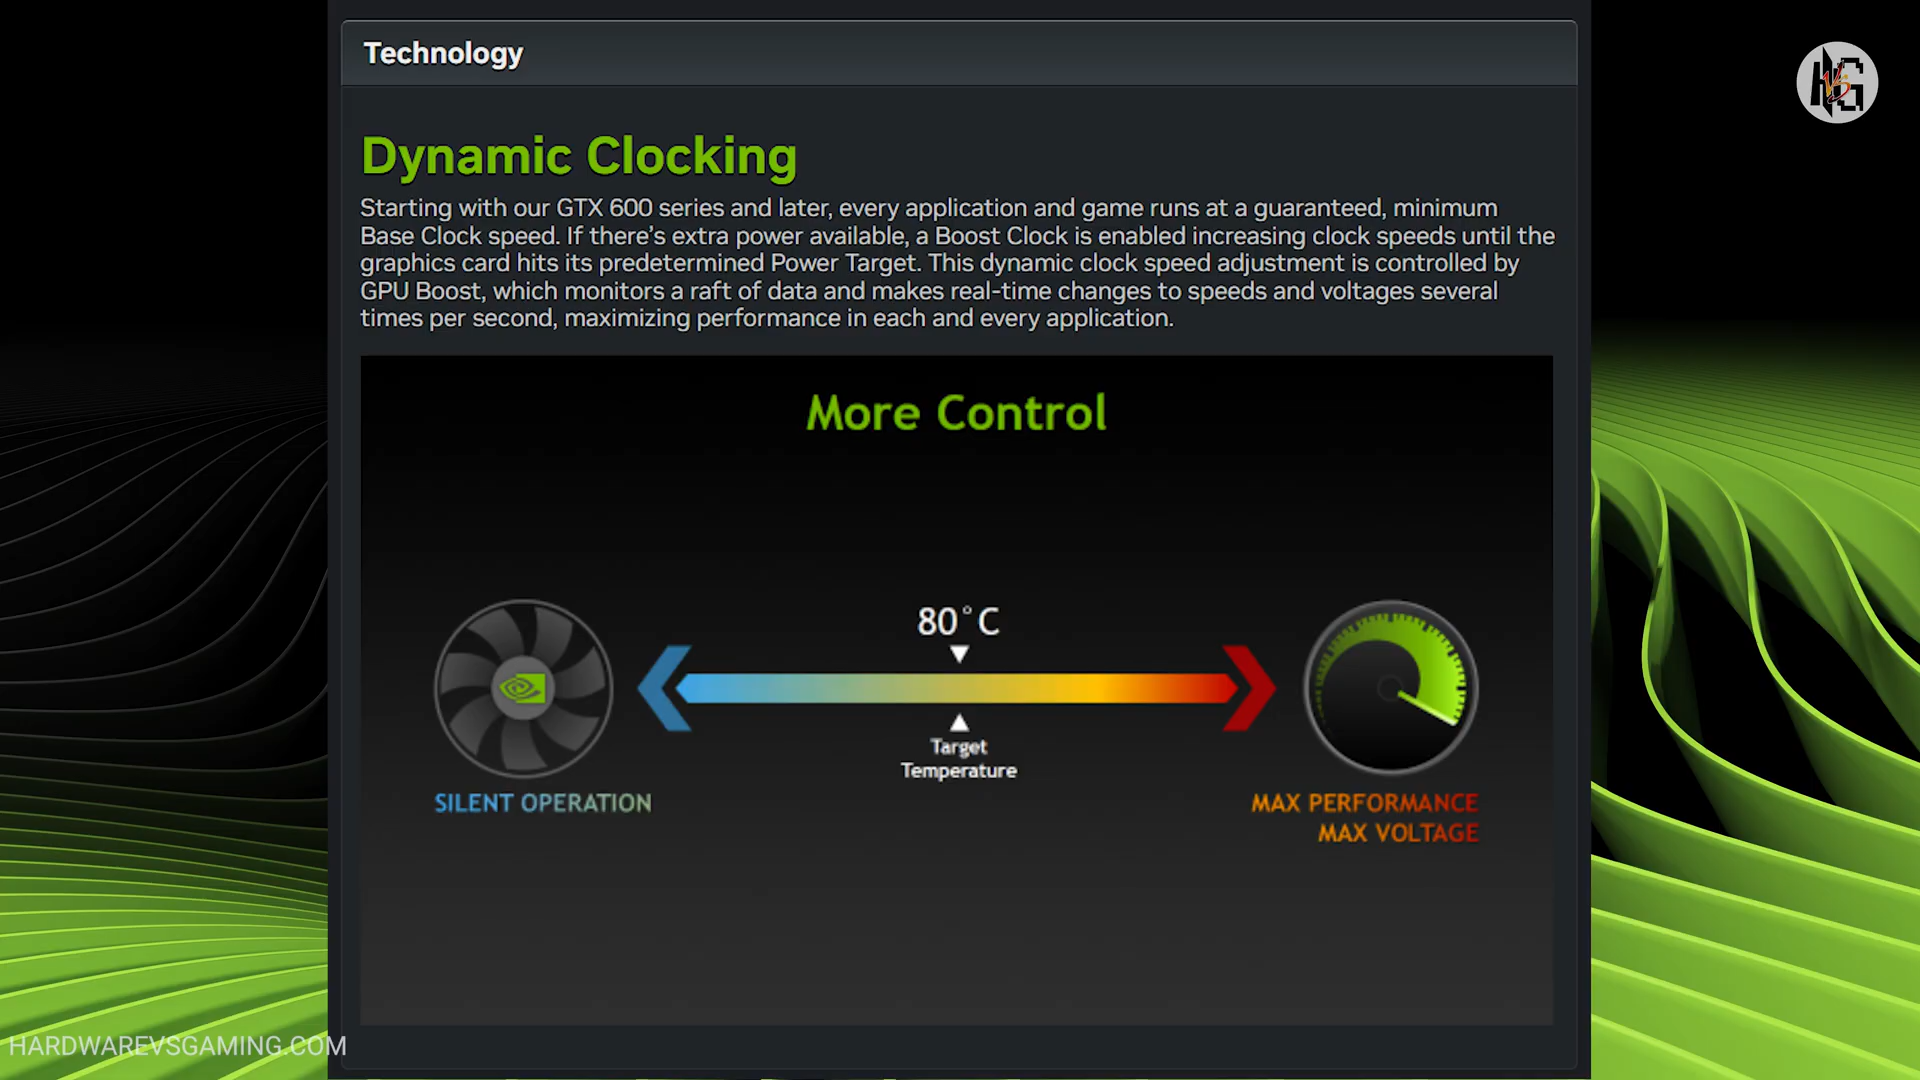 Technology
Dynamic Clocking
Starting with our GTX 600 series and later, every application and game runs at a guaranteed, minimum
Base Clock speed. If there's extra power available, a Boost Clock is enabled increasing clock speeds until the
graphics card hits its predetermined Power Target. This dynamic clock speed adjustment is controlled by
GPU Boost, which monitors a raft of data and makes real-time changes to speeds and voltages several
times per second, maximizing performance in each and every application.
More Control
80°C
Target
Temperature
SILENT OPERATION
MAX PERFORMANCE
MAX VOLTAGE
HARDWAREVSGAMING.COM